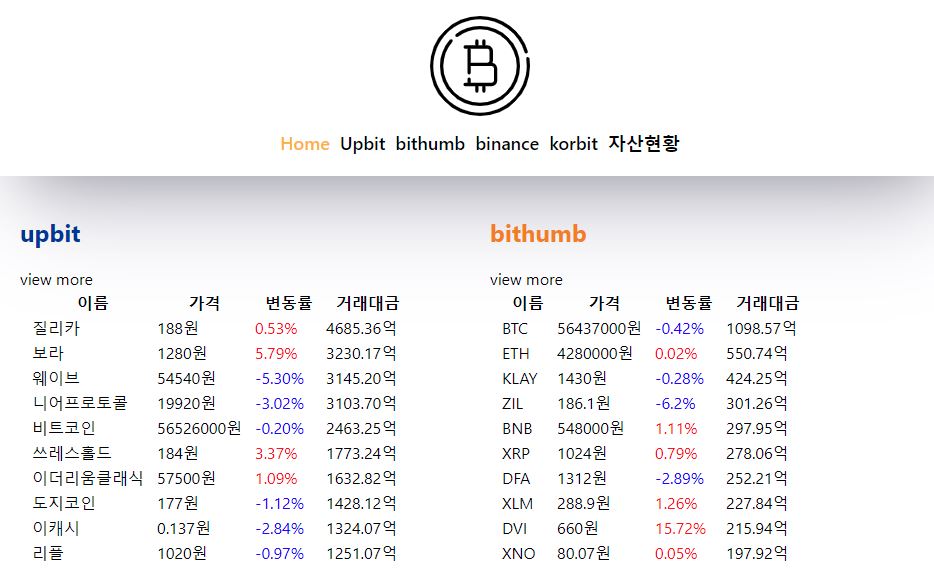 Home Upbit bithumb binance korbit 자산현황
upbit
view more
이름 가격 변동률 거래대금
질리카 188원 0.53% 4685.36억
보라 1280원 5.79% 3230.17억
웨이브 54540원 -5.30% 3145.20억
니어프로토콜 19920원 -3.02% 3103.70억
비트코인 56526000원 -0.20% 2463.25억
쓰레스홀드 184원 3.37% 1773.24억
이더리움클래식 57500원 1.09% 1632.82억
도지코인 177원 -1.12% 1428.12억
이캐시 0.137원 -2.84% 1324.07억
리플 1020원 -0.97% 1251.07억
bithumb
view more
이름 가격 변동률 거래대금
BTC 56437000원 -0.42% 1098.57억
ETH 4280000원 0.02% 550.74억
KLAY 1430원 -0.28% 424.25억
ZIL 186.1원 -6.2% 301.26억
BNB 548000원 1.11% 297.95억
XRP 1024원 0.79% 278.06억
DFA 1312원 -2.89% 252.21억
XLM 288.9원 1.26% 227.84억
DVI 660원 15.72% 215.94억
XNO 80.07원 0.05% 197.92억